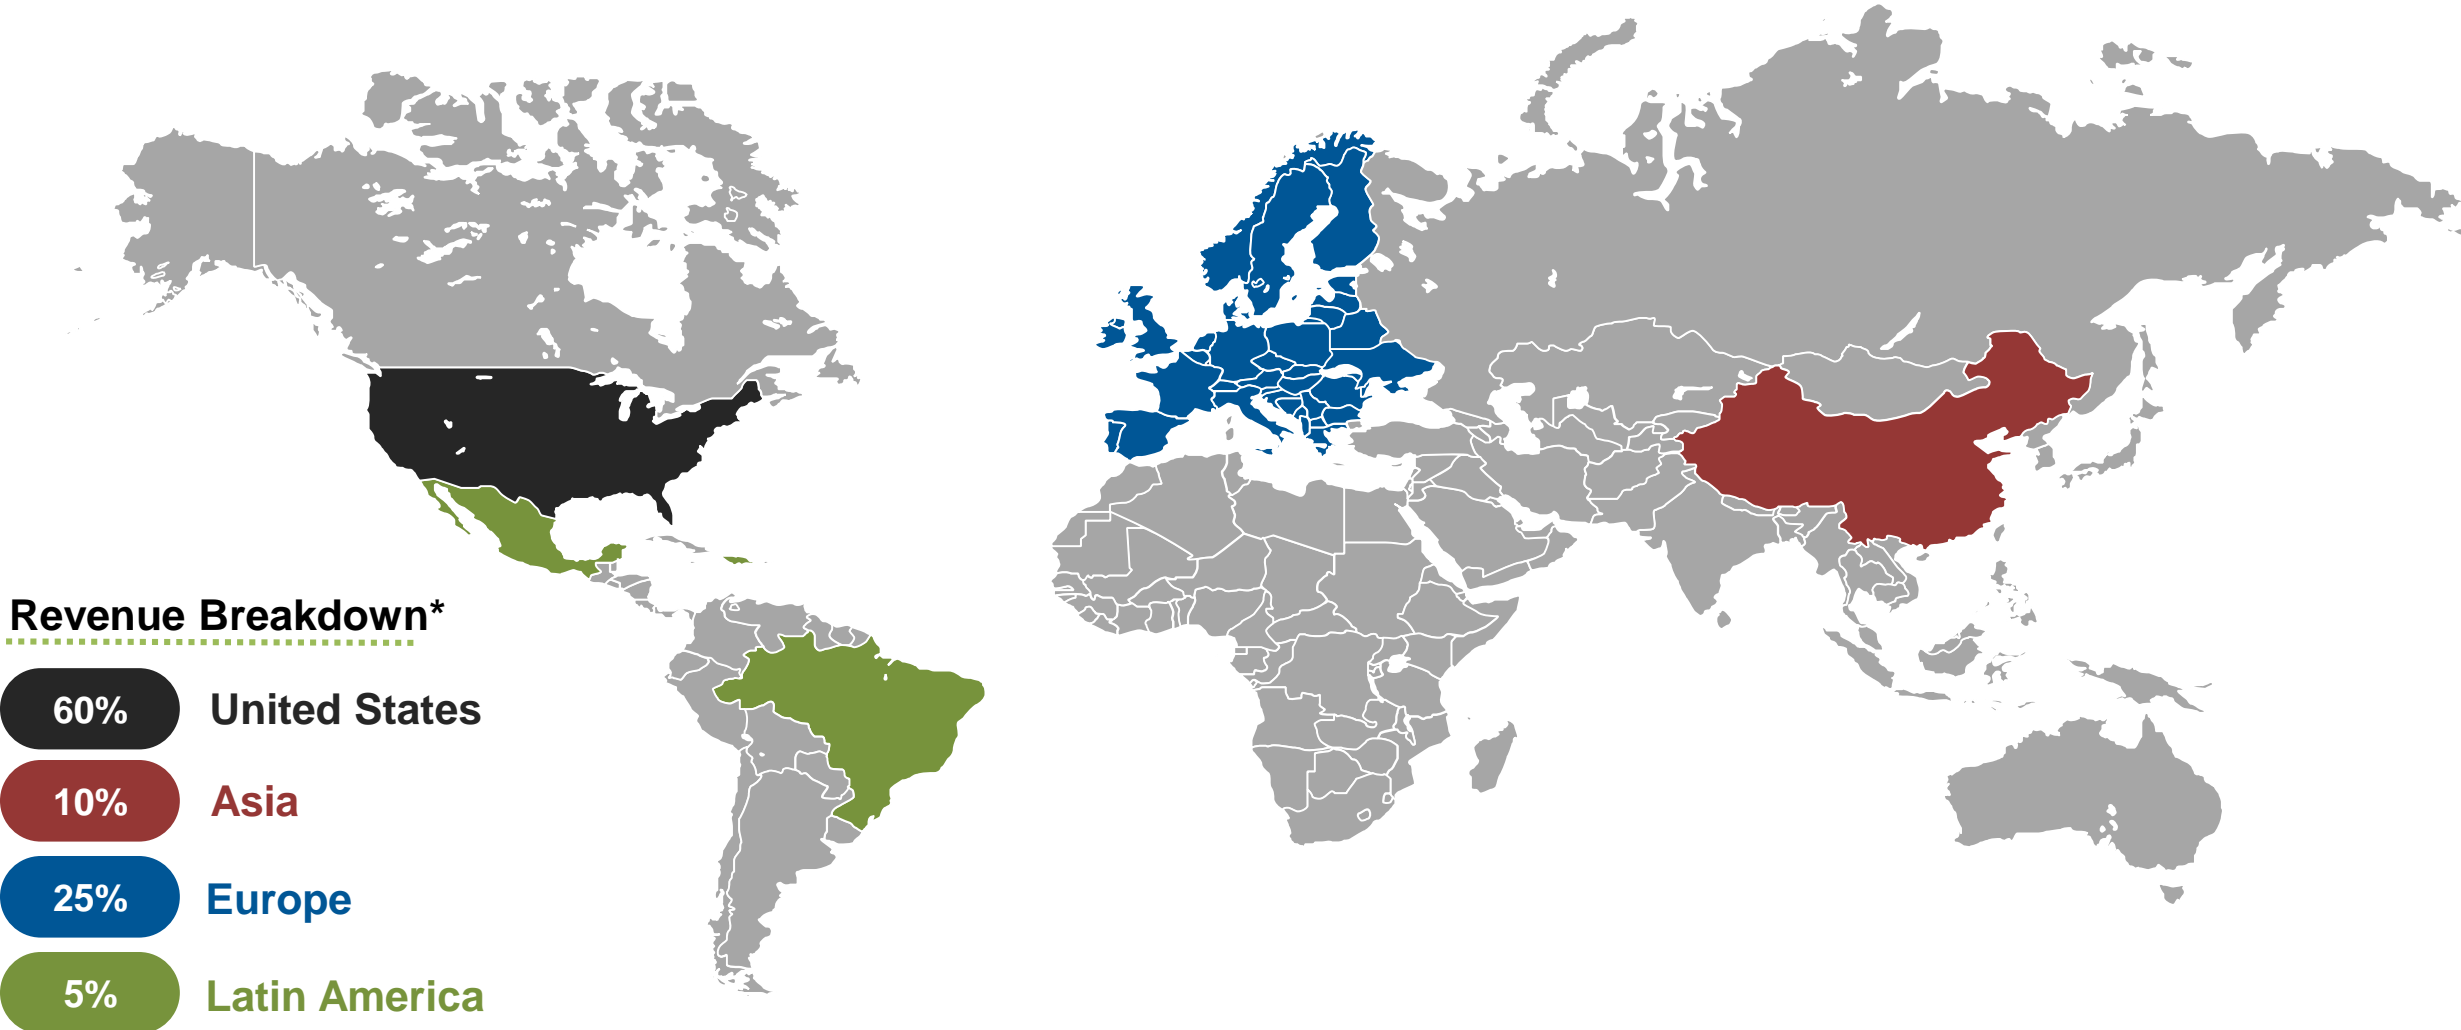 Revenue Breakdown*
60% United States
10% Asia
25% Europe
5% Latin America